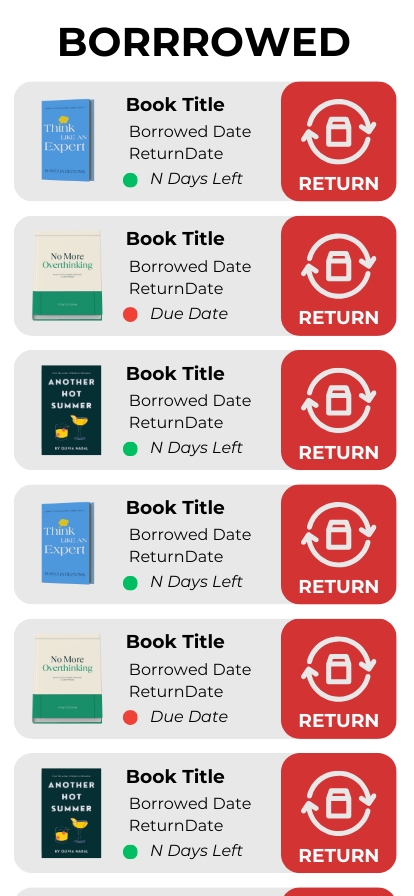 BORRROWED
Think
LIKE AN
Expert
Book Title
Borrowed Date
ReturnDate
N Days Left
RETURN
No More
Overthinking
Book Title
Borrowed Date
ReturnDate
Due Date
RETURN
ANOTHER
HOT
SUMMER
BY OLIVIA WILSON
Book Title
Borrowed Date
ReturnDate
N Days Left
RETURN
Think
LIKE AN
Expert
Book Title
Borrowed Date
ReturnDate
N Days Left
RETURN
No More
Overthinking
Book Title
Borrowed Date
ReturnDate
Due Date
RETURN
ANOTHER
HOT
SUMMER
BY OLIVIA WILSON
Book Title
Borrowed Date
ReturnDate
N Days Left
RETURN